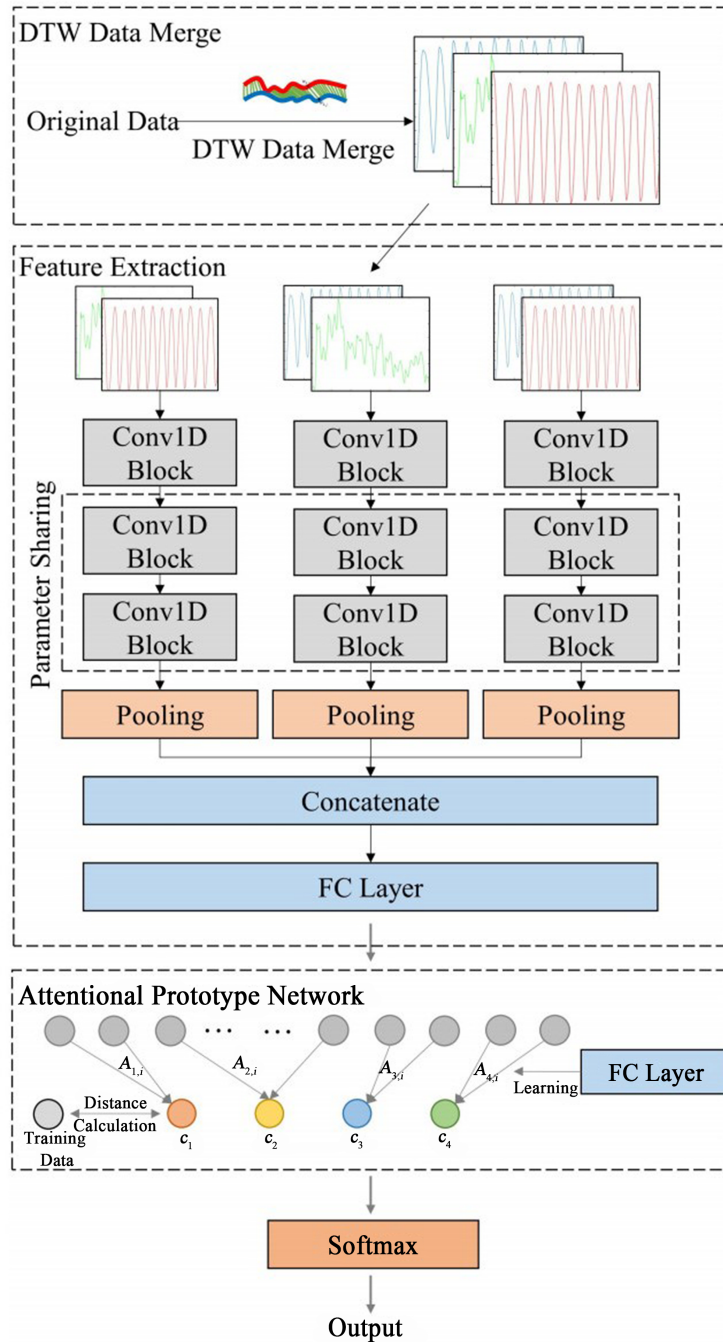 DTW Data Merge
Original Data
DTW Data Merge
Feature Extraction
Conv1D
Block
Conv1D
Block
Conv1D
Block
Parameter Sharing
Conv1D
Block
Conv1D
Block
Conv1D
Block
Conv1D
Block
Conv1D
Block
Conv1D
Block
Pooling
Pooling
Pooling
Concatenate
FC Layer
Attentional Prototype Network
... ...
A1,i
A2,i
A3,i
A4,i
Learning
FC Layer
Distance
Calculation
Training
Data
c1
c2
c3
c4
Softmax
Output